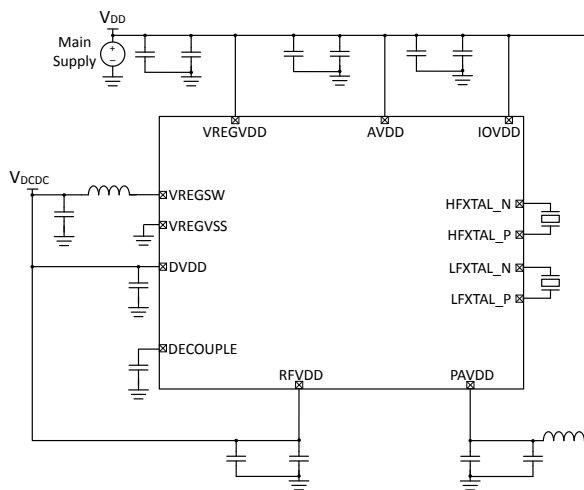 VDD
Main
Supply
+
−
VREGVDD
AVDD
IOVDD
VDCDC
VREGSW
HFXTAL_N
VREGVSS
HFXTAL_P
DVDD
LFXTAL_N
LFXTAL_P
DECOUPLE
RFVDD
PAVDD